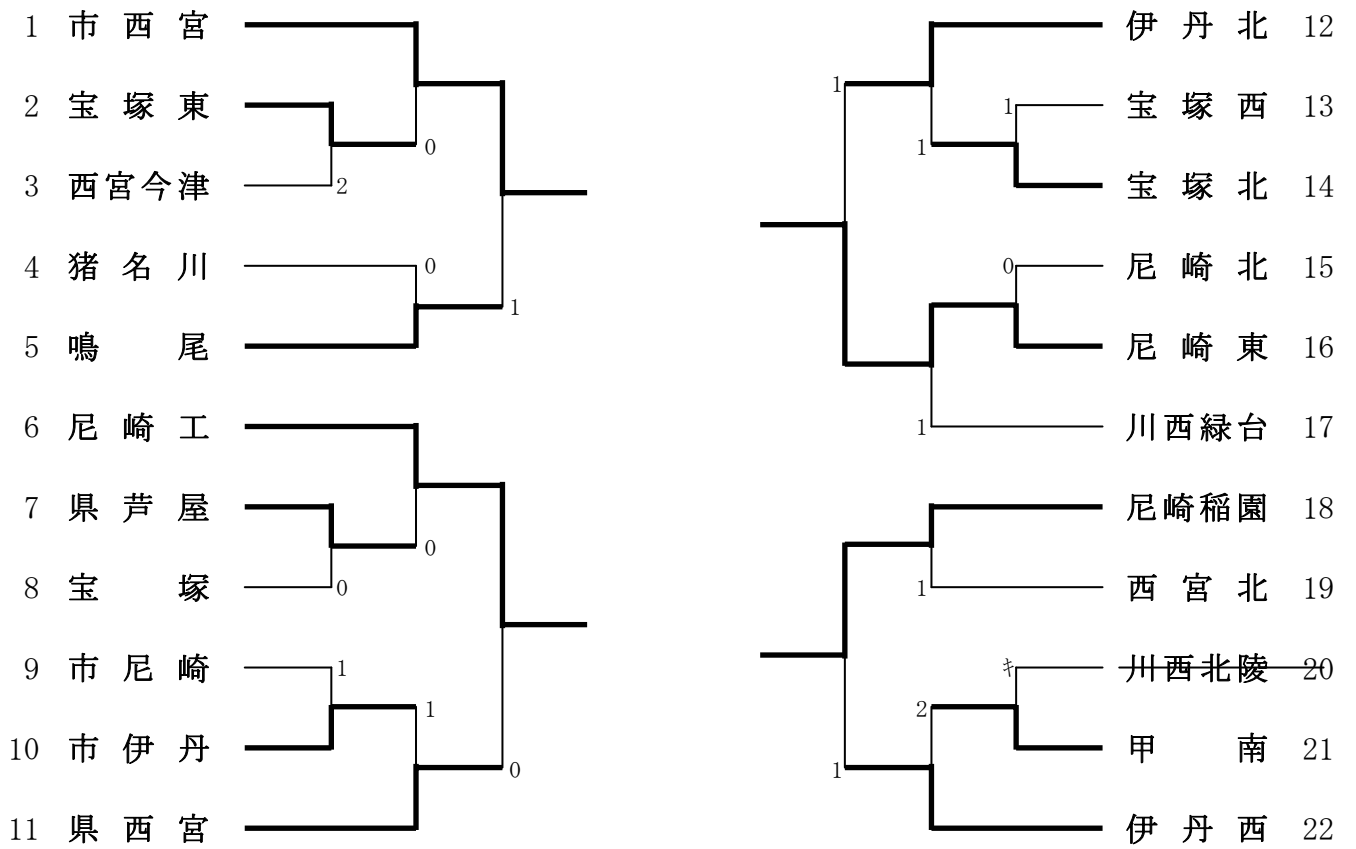 1 市西宮
伊丹北 12
1
2 宝塚東
1 宝塚西 13
0
1
3 西宮今津 2
宝塚北 14
4 猪名川 0
0 尼崎北 15
1
5 鳴尾
尼崎東 16
6 尼崎工
1 川西緑台 17
7 県芦屋
尼崎稲園 18
0
8 宝塚 0
1 西宮北 19
9 市尼崎 1
キ 川西北陵 20
1
2
10 市伊丹
甲南 21
0
1
11 県西宮
伊丹西 22